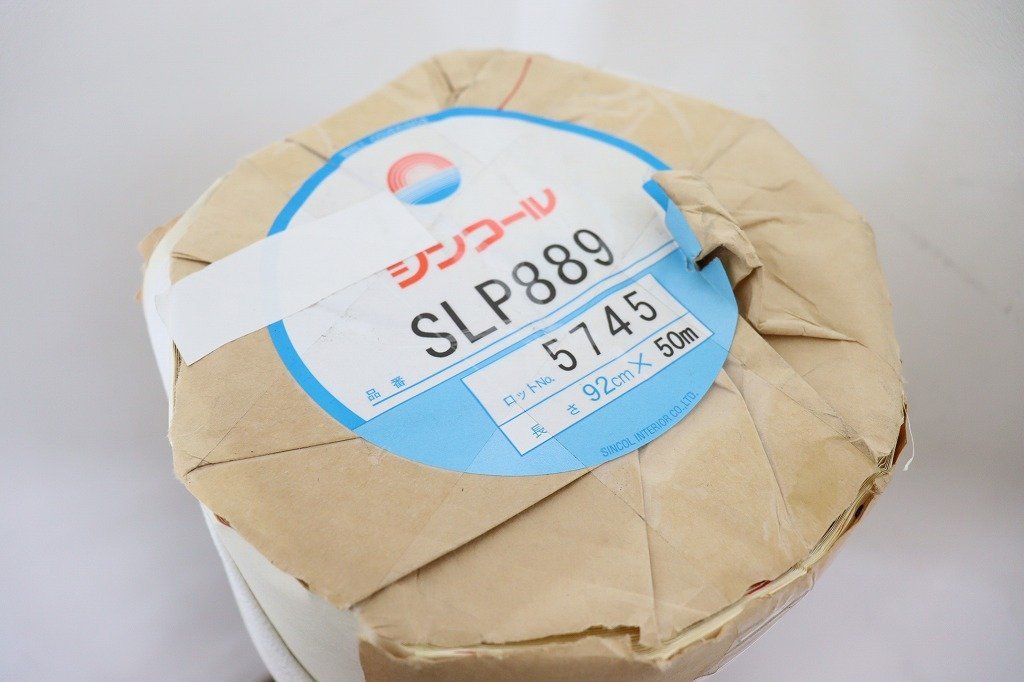 シンコール
SLP889
品番
ロットNo. 5745
長さ 92cm×50m
SINCOL INTERIOR CO.,LTD.